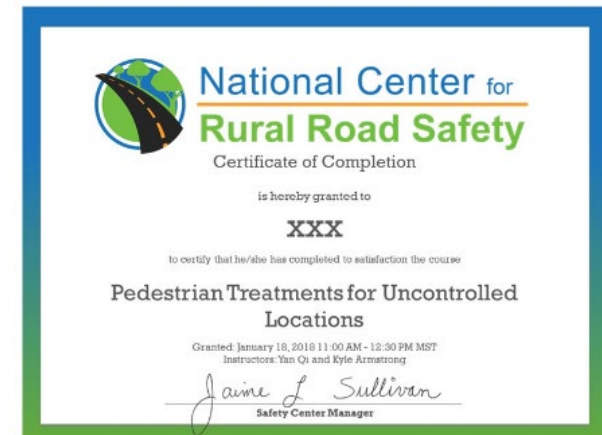 National Center for
Rural Road Safety
Certificate of Completion
is hereby granted to
XXX
to certify that he/she has completed to satisfaction the course
Pedestrian Treatments for Uncontrolled
Locations
Granted: January 18, 2018 11:00 AM - 12:30 PM MST
Instructors: Yan Qi and Kyle Armstrong
Jaime L Sullivan
Safety Center Manager